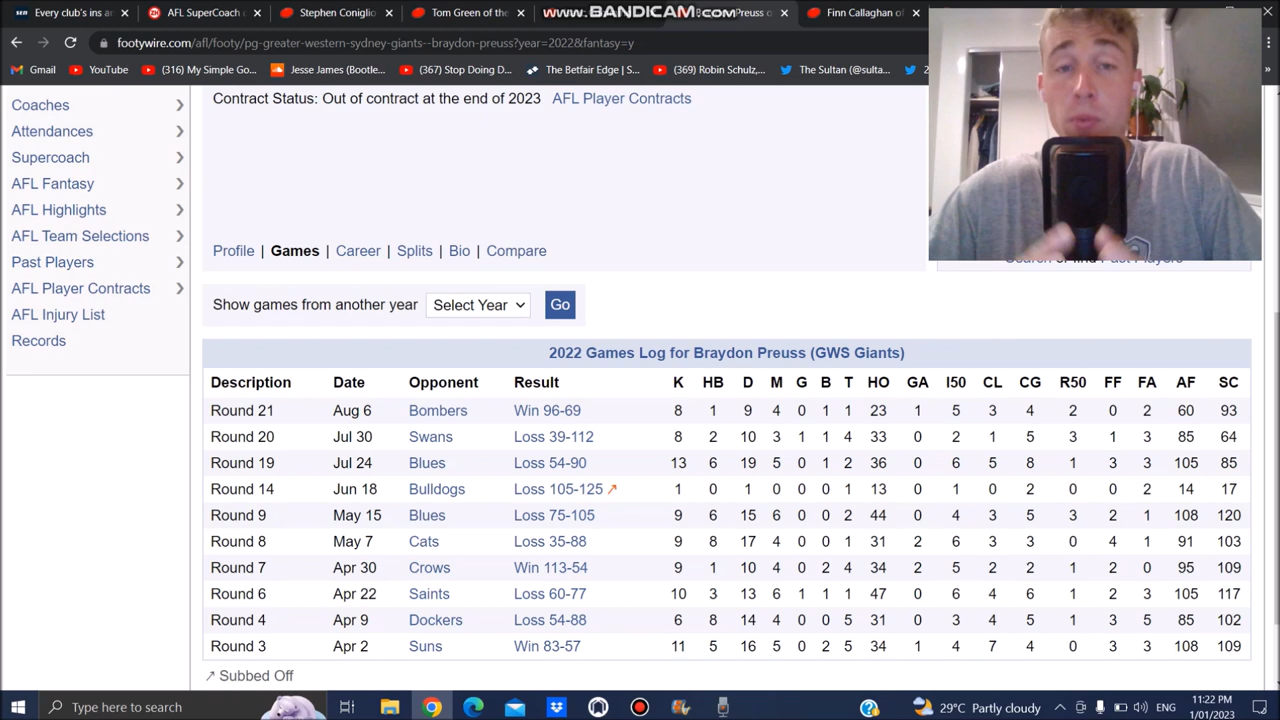 Every club's is a
AFL SuperCoach
Stephen Coniglio
Tom Green of the
WWW.BANDICAM.COM
Preuss o
Finn Callaghan of
footywire.com/afl/footy/pg-greater-western-sydney-giants--braydon-preuss?year=2022&fantasy=y
Gmail YouTube (316) My Simple Go... Jesse James (Boote... (367) Stop Doing D... The Betfair Edge | S... (369) Robin Schulz,... The Sultan (@sulta... »
Coaches
Attendances
Supercoach
AFL Fantasy
AFL Highlights
AFL Team Selections
Past Players
AFL Player Contracts
AFL Injury List
Records
Contract Status: Out of contract at the end of 2023 AFL Player Contracts
Profile | Games | Career | Splits | Bio | Compare
Show games from another year Select Year Go
2022 Games Log for Braydon Preuss (GWS Giants)
Description Date Opponent Result K HB D M G B T HO GA I50 CL CG R50 FF FA AF SC
Round 21 Aug 6 Bombers Win 96-69 8 1 9 4 0 1 1 23 1 5 3 4 2 0 2 60 93
Round 20 Jul 30 Swans Loss 39-112 8 2 10 3 1 1 4 33 0 2 1 5 3 1 3 85 64
Round 19 Jul 24 Blues Loss 54-90 13 6 19 5 0 1 2 36 0 6 5 8 1 3 3 105 85
Round 14 Jun 18 Bulldogs Loss 105-125 ↗ 1 0 1 0 0 0 1 13 0 1 0 2 0 0 2 14 17
Round 9 May 15 Blues Loss 75-105 9 6 15 6 0 0 2 44 0 4 3 5 3 2 1 108 120
Round 8 May 7 Cats Loss 35-88 9 8 17 4 0 0 1 31 2 6 3 3 0 4 1 91 103
Round 7 Apr 30 Crows Win 113-54 9 1 10 4 0 2 4 34 2 5 2 2 1 2 0 95 109
Round 6 Apr 22 Saints Loss 60-77 10 3 13 6 1 1 1 47 0 6 4 6 1 2 3 105 117
Round 4 Apr 9 Dockers Loss 54-88 6 8 14 4 0 0 5 31 0 3 4 5 1 3 5 85 102
Round 3 Apr 2 Suns Win 83-57 11 5 16 5 0 2 5 34 1 4 7 4 0 3 3 108 109
↗ Subbed Off
Type here to search
29°C Partly cloudy ENG
11:22 PM
1/01/2023